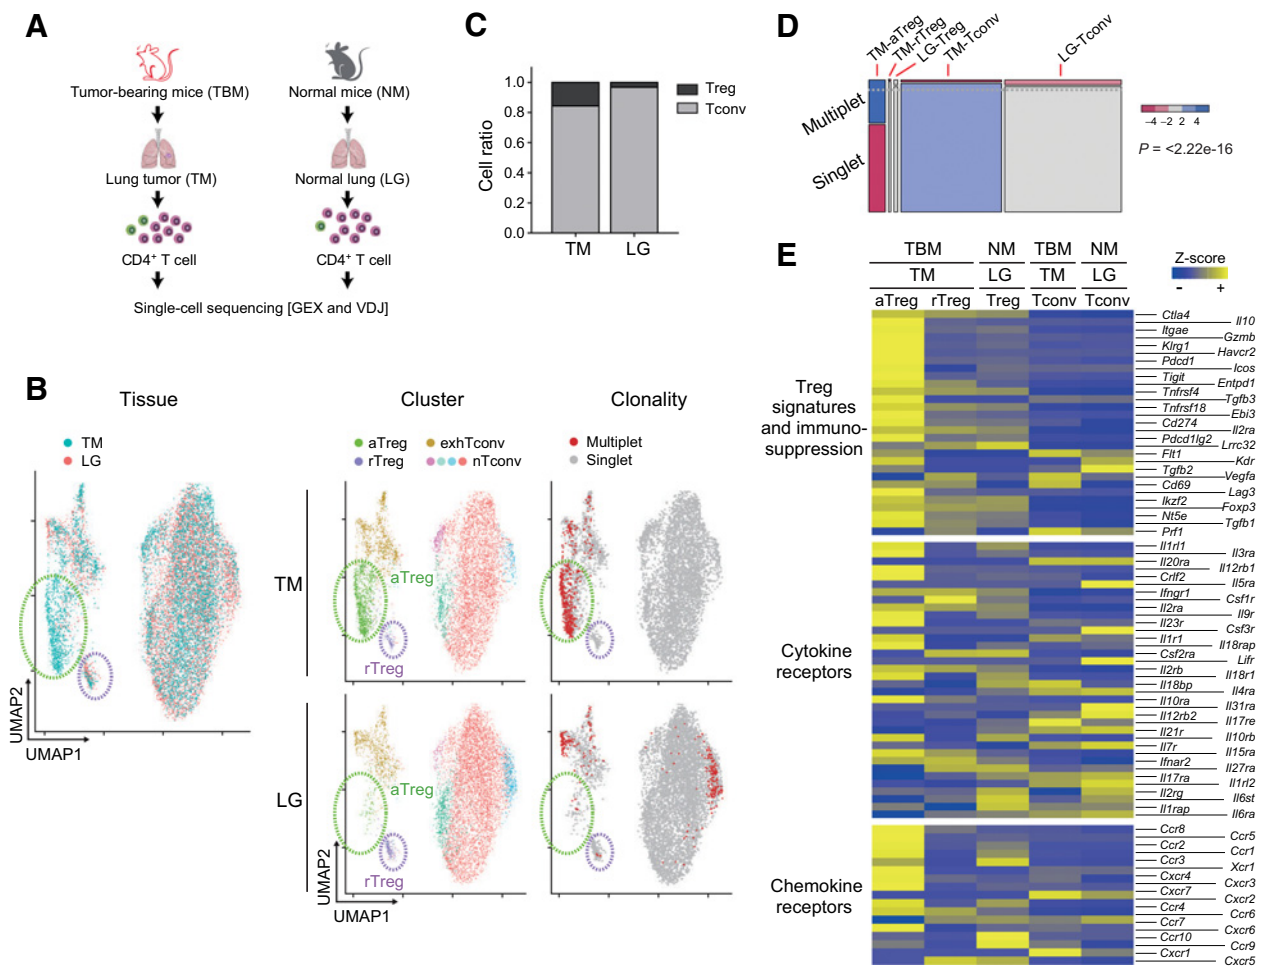 A
Tumor-bearing mice (TBM)
Normal mice (NM)
Lung tumor (TM)
Normal lung (LG)
CD4+ T cell
CD4+ T cell
Single-cell sequencing [GEX and VDJ]
C
Cell ratio
1.0
0.8
0.6
0.4
0.2
0.0
TM
LG
Treg
Tconv
D
TM-aTreg
TM-rTreg
LG-Treg
TM-Tconv
LG-Tconv
Multiplet
Singlet
−4 −2 2 4
P = <2.22e-16
B
Tissue
TM
LG
UMAP2
UMAP1
Cluster
aTreg
exhTconv
rTreg
nTconv
Clonality
Multiplet
Singlet
TM
aTreg
rTreg
LG
aTreg
rTreg
UMAP2
UMAP1
E
TBM
NM
TBM
NM
TM
LG
TM
LG
aTreg
rTreg
Treg
Tconv
Tconv
Z-score
- +
Treg
signatures
and immuno-
suppression
Ctla4
Il10
Itgae
Gzmb
Klrg1
Havcr2
Pdcd1
Icos
Tigit
Entpd1
Tnfrsf4
Tgfb3
Tnfrsf18
Ebi3
Cd274
Il2ra
Pdcd1lg2
Lrrc32
Flt1
Kdr
Tgfb2
Vegfa
Cd69
Lag3
Ikzf2
Foxp3
Nt5e
Tgfb1
Prf1
Cytokine
receptors
Il1rl1
Il3ra
Il20ra
Il12rb1
Crlf2
Il5ra
Ifngr1
Csf1r
Il2ra
Il9r
Il23r
Csf3r
Il1r1
Il18rap
Csf2ra
Lifr
Il2rb
Il18r1
Il18bp
Il4ra
Il10ra
Il31ra
Il12rb2
Il17re
Il21r
Il10rb
Il7r
Il15ra
Ifnar2
Il27ra
Il17ra
Il1rl2
Il2rg
Il6st
Il1rap
Il6ra
Chemokine
receptors
Ccr8
Ccr5
Ccr2
Ccr1
Ccr3
Xcr1
Cxcr4
Cxcr3
Cxcr7
Cxcr2
Ccr4
Ccr6
Ccr7
Cxcr6
Ccr10
Ccr9
Cxcr1
Cxcr5